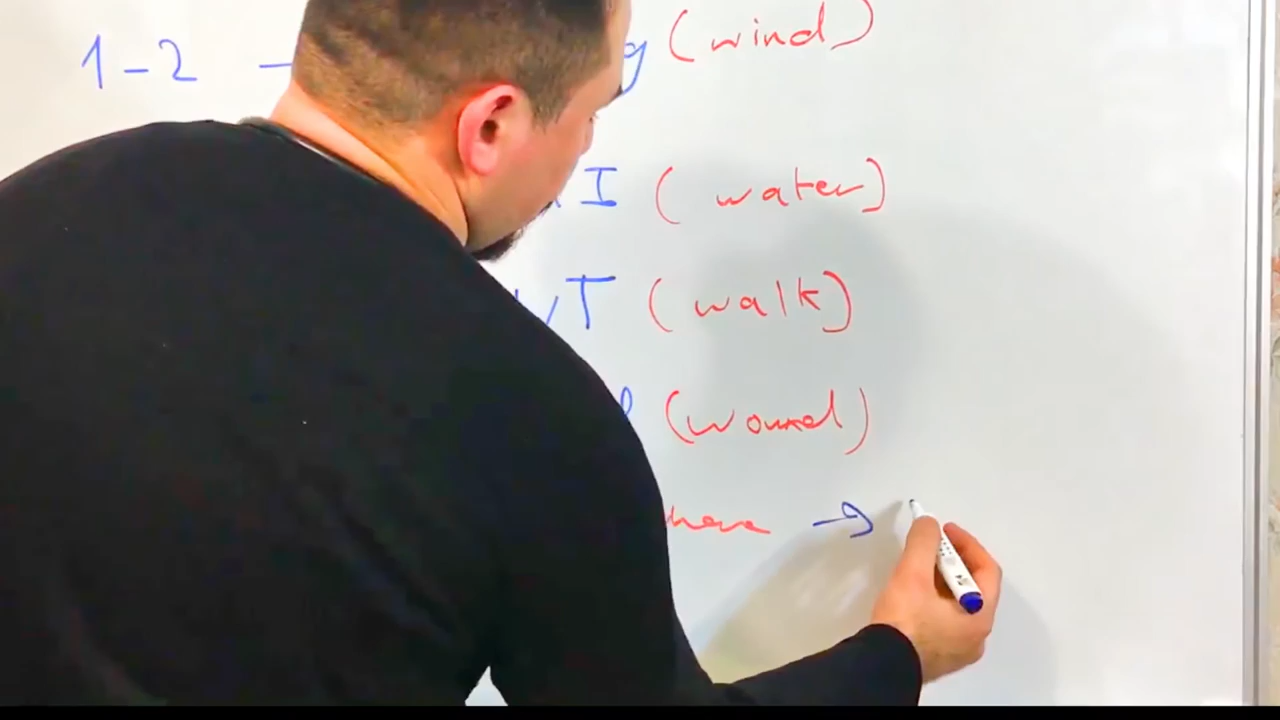 1-2 — g (wind)
I (water)
T (walk)
(wound)
here →